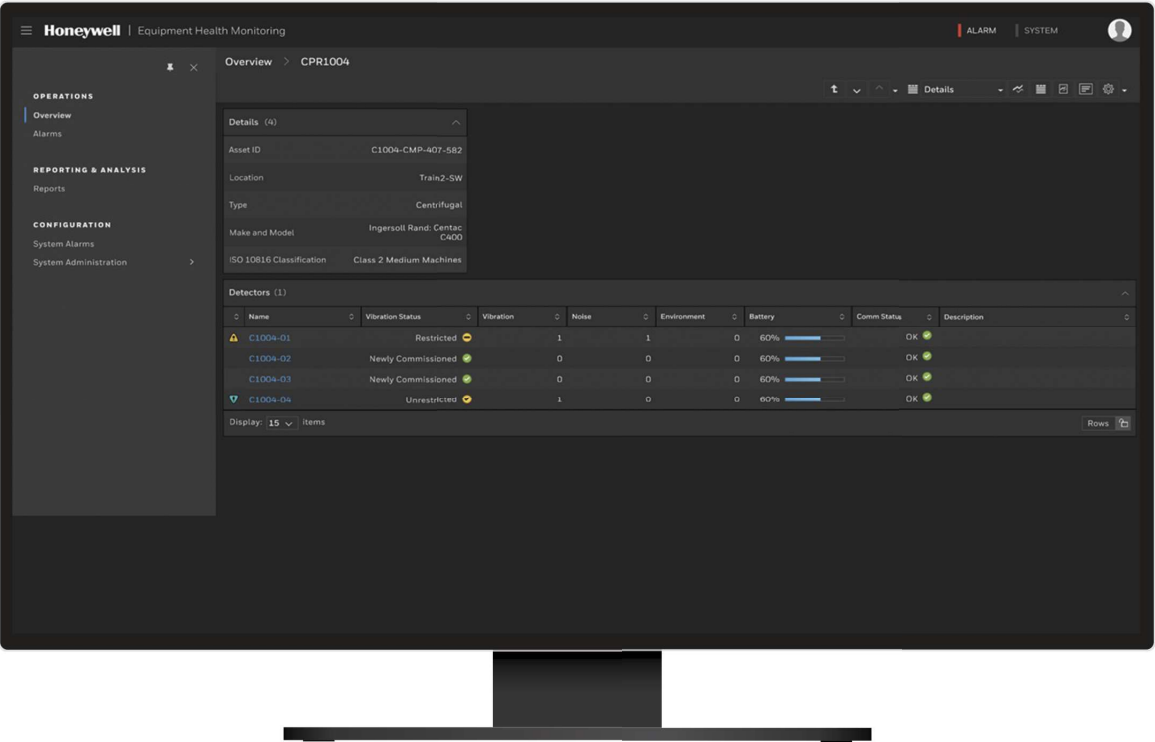 Honeywell | Equipment Health Monitoring
ALARM
SYSTEM
Overview > CPR1004
Details
OPERATIONS
Overview
Alarms
REPORTING & ANALYSIS
Reports
CONFIGURATION
System Alarms
System Administration >
Details (4)
Asset ID C1004-CMP-407-582
Location Train2-SW
Type Centrifugal
Make and Model Ingersoll Rand: Centac
C400
ISO 10816 Classification Class 2 Medium Machines
Detectors (1)
Name Vibration Status Vibration Noise Environment Battery Comm Status Description
C1004-01 Restricted 1 1 0 60% OK
C1004-02 Newly Commissioned 0 0 0 60% OK
C1004-03 Newly Commissioned 0 0 0 60% OK
C1004-04 Unrestricted 1 0 0 60% OK
Display: 15 items
Rows